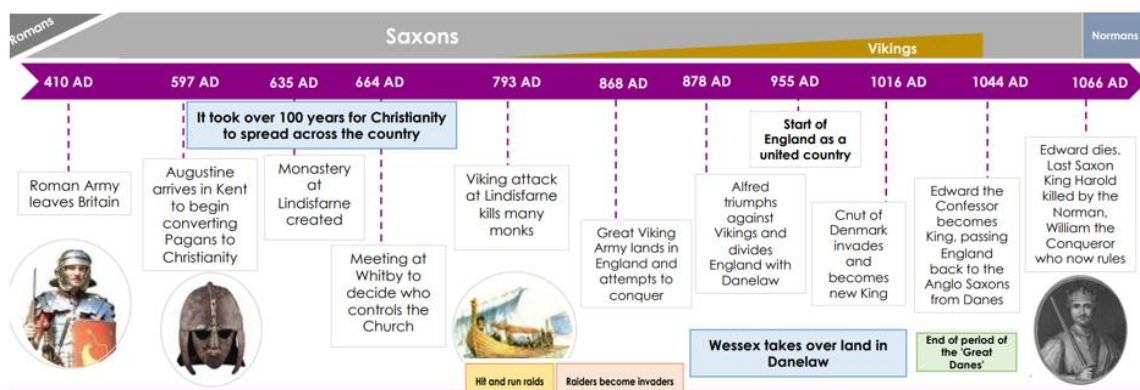 Romans
Saxons
Vikings
Normans
410 AD
597 AD
635 AD
664 AD
793 AD
868 AD
878 AD
955 AD
1016 AD
1044 AD
1066 AD
It took over 100 years for Christianity
to spread across the country
Start of
England as a
united country
Roman Army
leaves Britain
Augustine
arrives in Kent
to begin
converting
Pagans to
Christianity
Monastery
at
Lindisfarne
created
Meeting at
Whitby to
decide who
controls the
Church
Viking attack
at Lindisfarne
kills many
monks
Great Viking
Army lands in
England and
attempts to
conquer
Alfred
triumphs
against
Vikings and
divides
England with
Danelaw
Cnut of
Denmark
invades
and
becomes
new King
Edward the
Confessor
becomes
King, passing
England
back to the
Anglo Saxons
from Danes
Edward dies.
Last Saxon
King Harold
killed by the
Norman,
William the
Conqueror
who now rules
Hit and run raids
Raiders become invaders
Wessex takes over land in
Danelaw
End of period of
the 'Great
Danes'